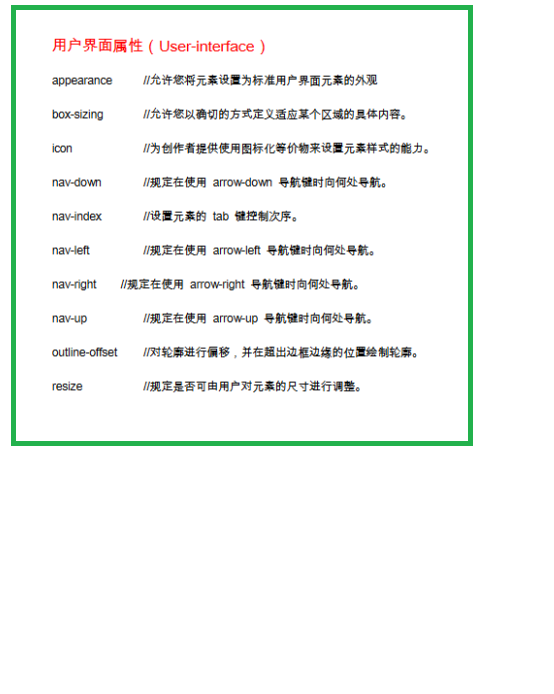 用户界面属性（User-interface）
appearance //允许您将元素设置为标准用户界面元素的外观
box-sizing //允许您以确切的方式定义适应某个区域的具体内容。
icon //为创作者提供使用图标化等价物来设置元素样式的能力。
nav-down //规定在使用 arrow-down 导航键时向何处导航。
nav-index //设置元素的 tab 键控制次序。
nav-left //规定在使用 arrow-left 导航键时向何处导航。
nav-right //规定在使用 arrow-right 导航键时向何处导航。
nav-up //规定在使用 arrow-up 导航键时向何处导航。
outline-offset //对轮廓进行偏移，并在超出边框边缘的位置绘制轮廓。
resize //规定是否可由用户对元素的尺寸进行调整。